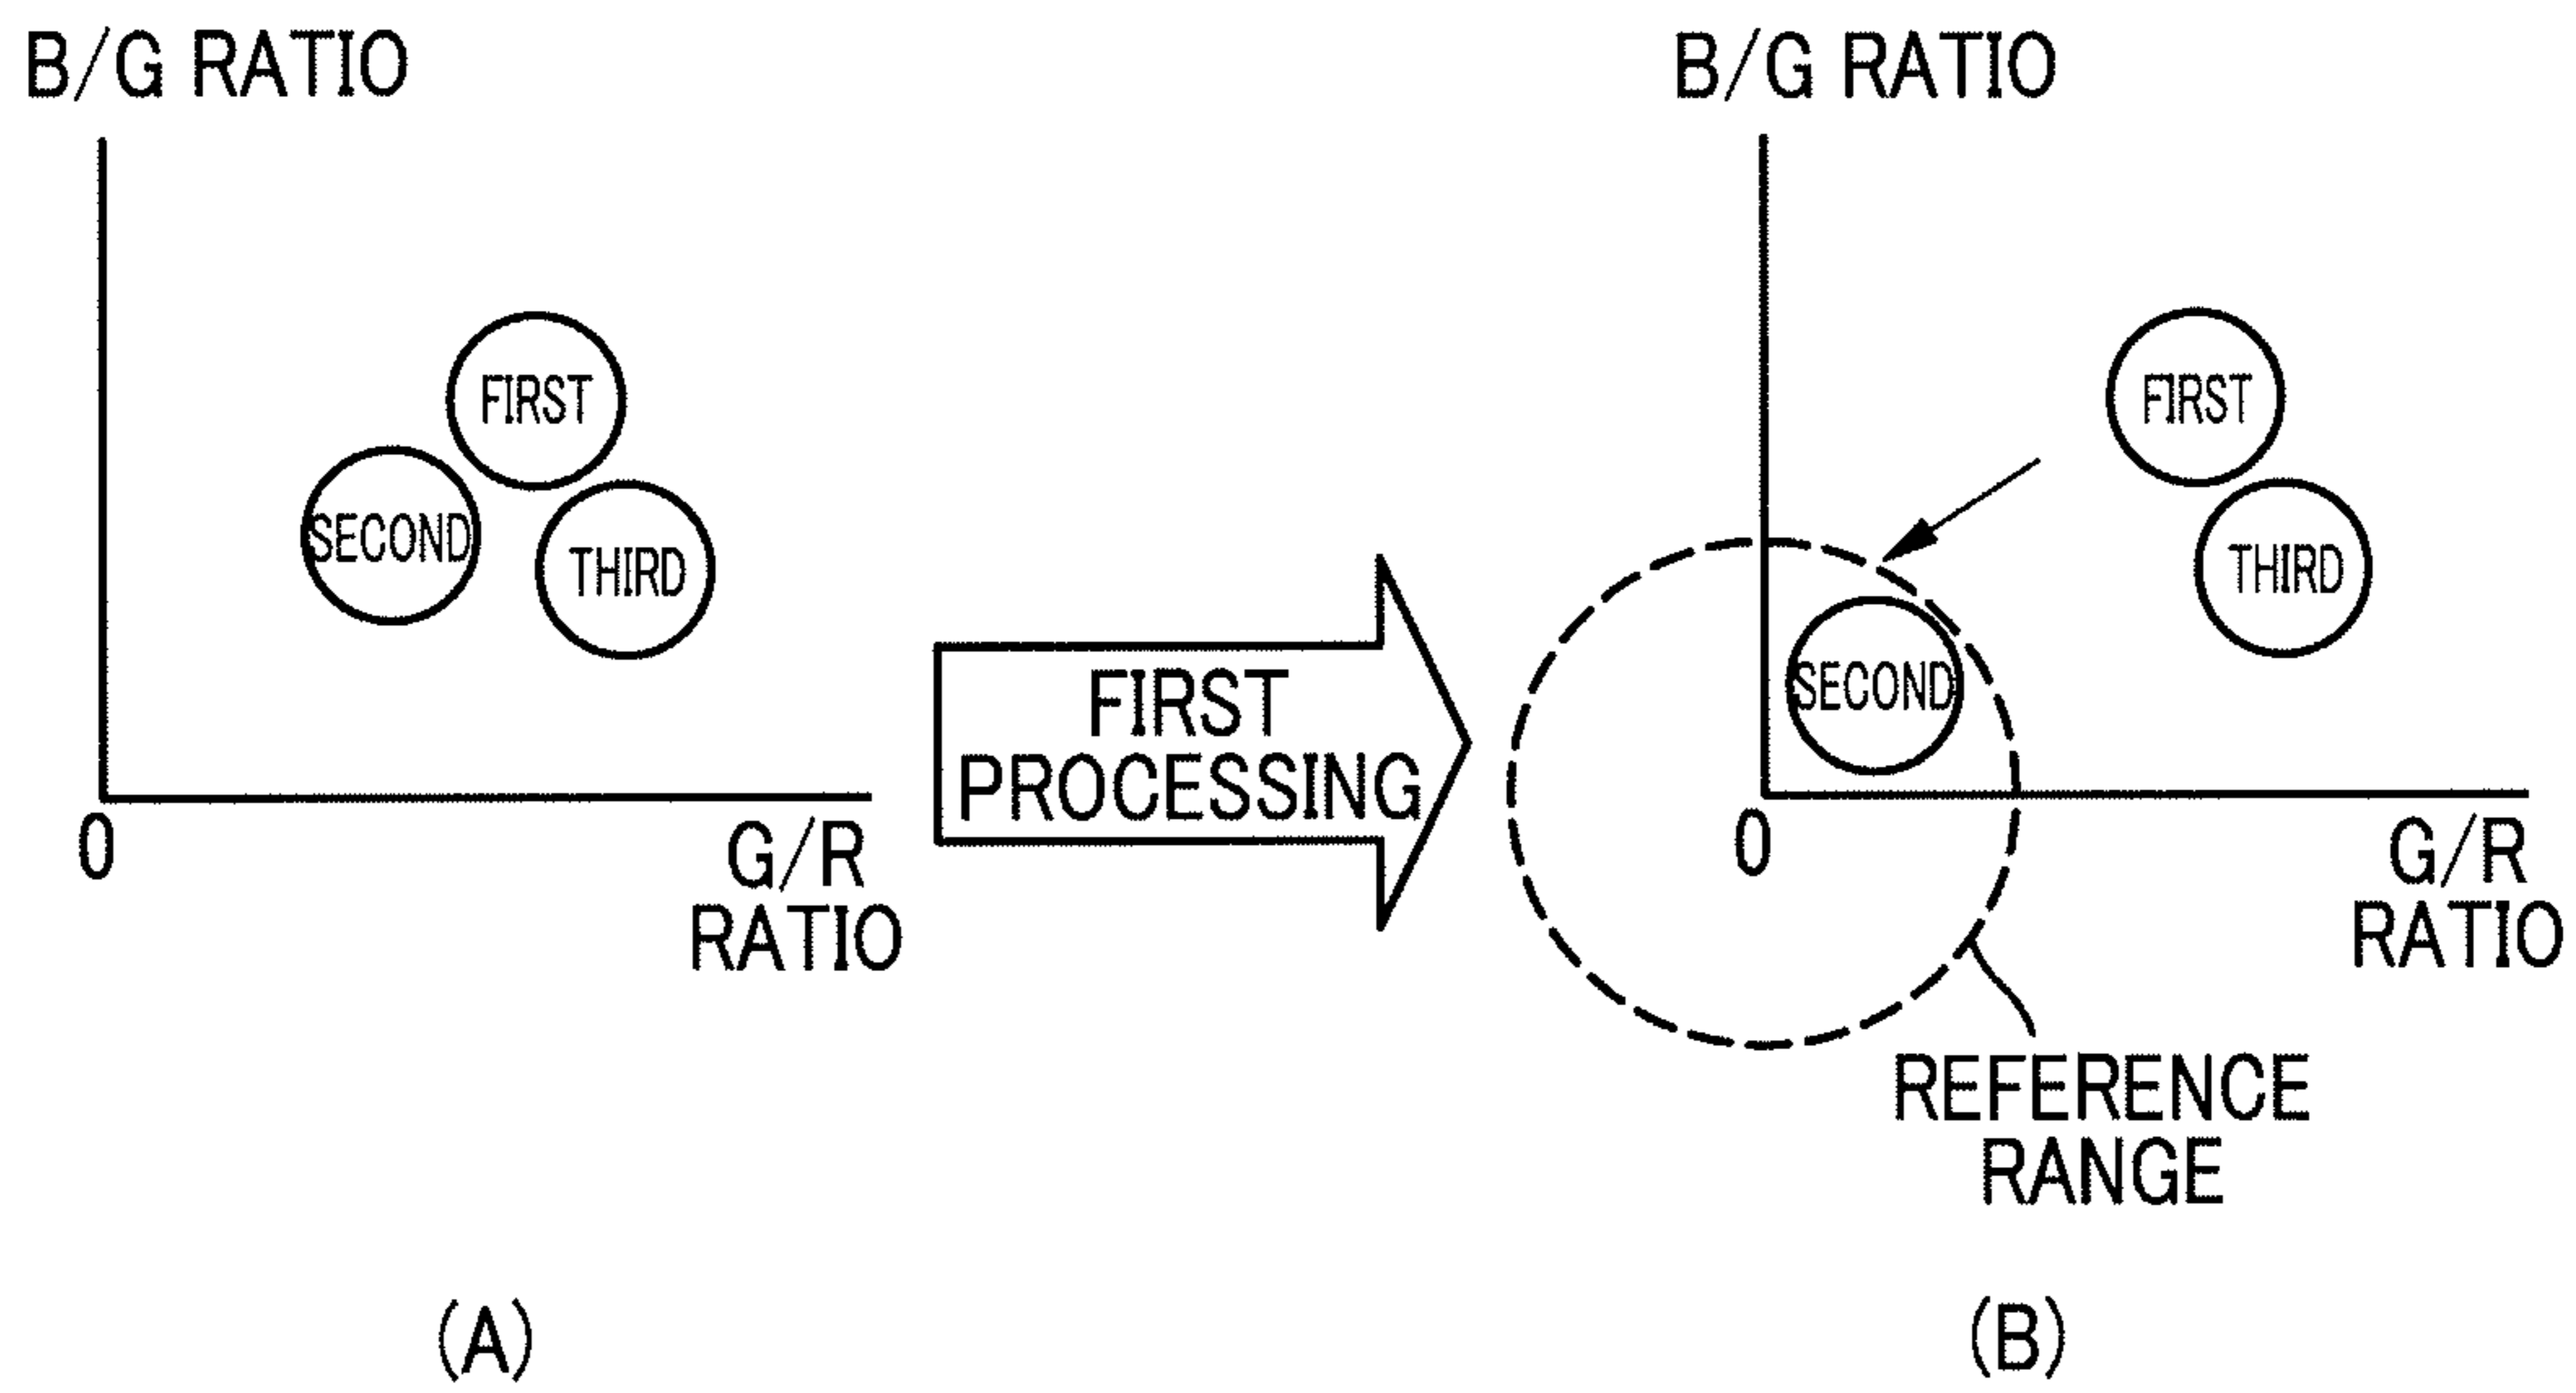 B/G RATIO
FIRST
SECOND
THIRD
0
G/R
RATIO
(A)
FIRST
PROCESSING
B/G RATIO
FIRST
THIRD
SECOND
0
G/R
RATIO
REFERENCE
RANGE
(B)